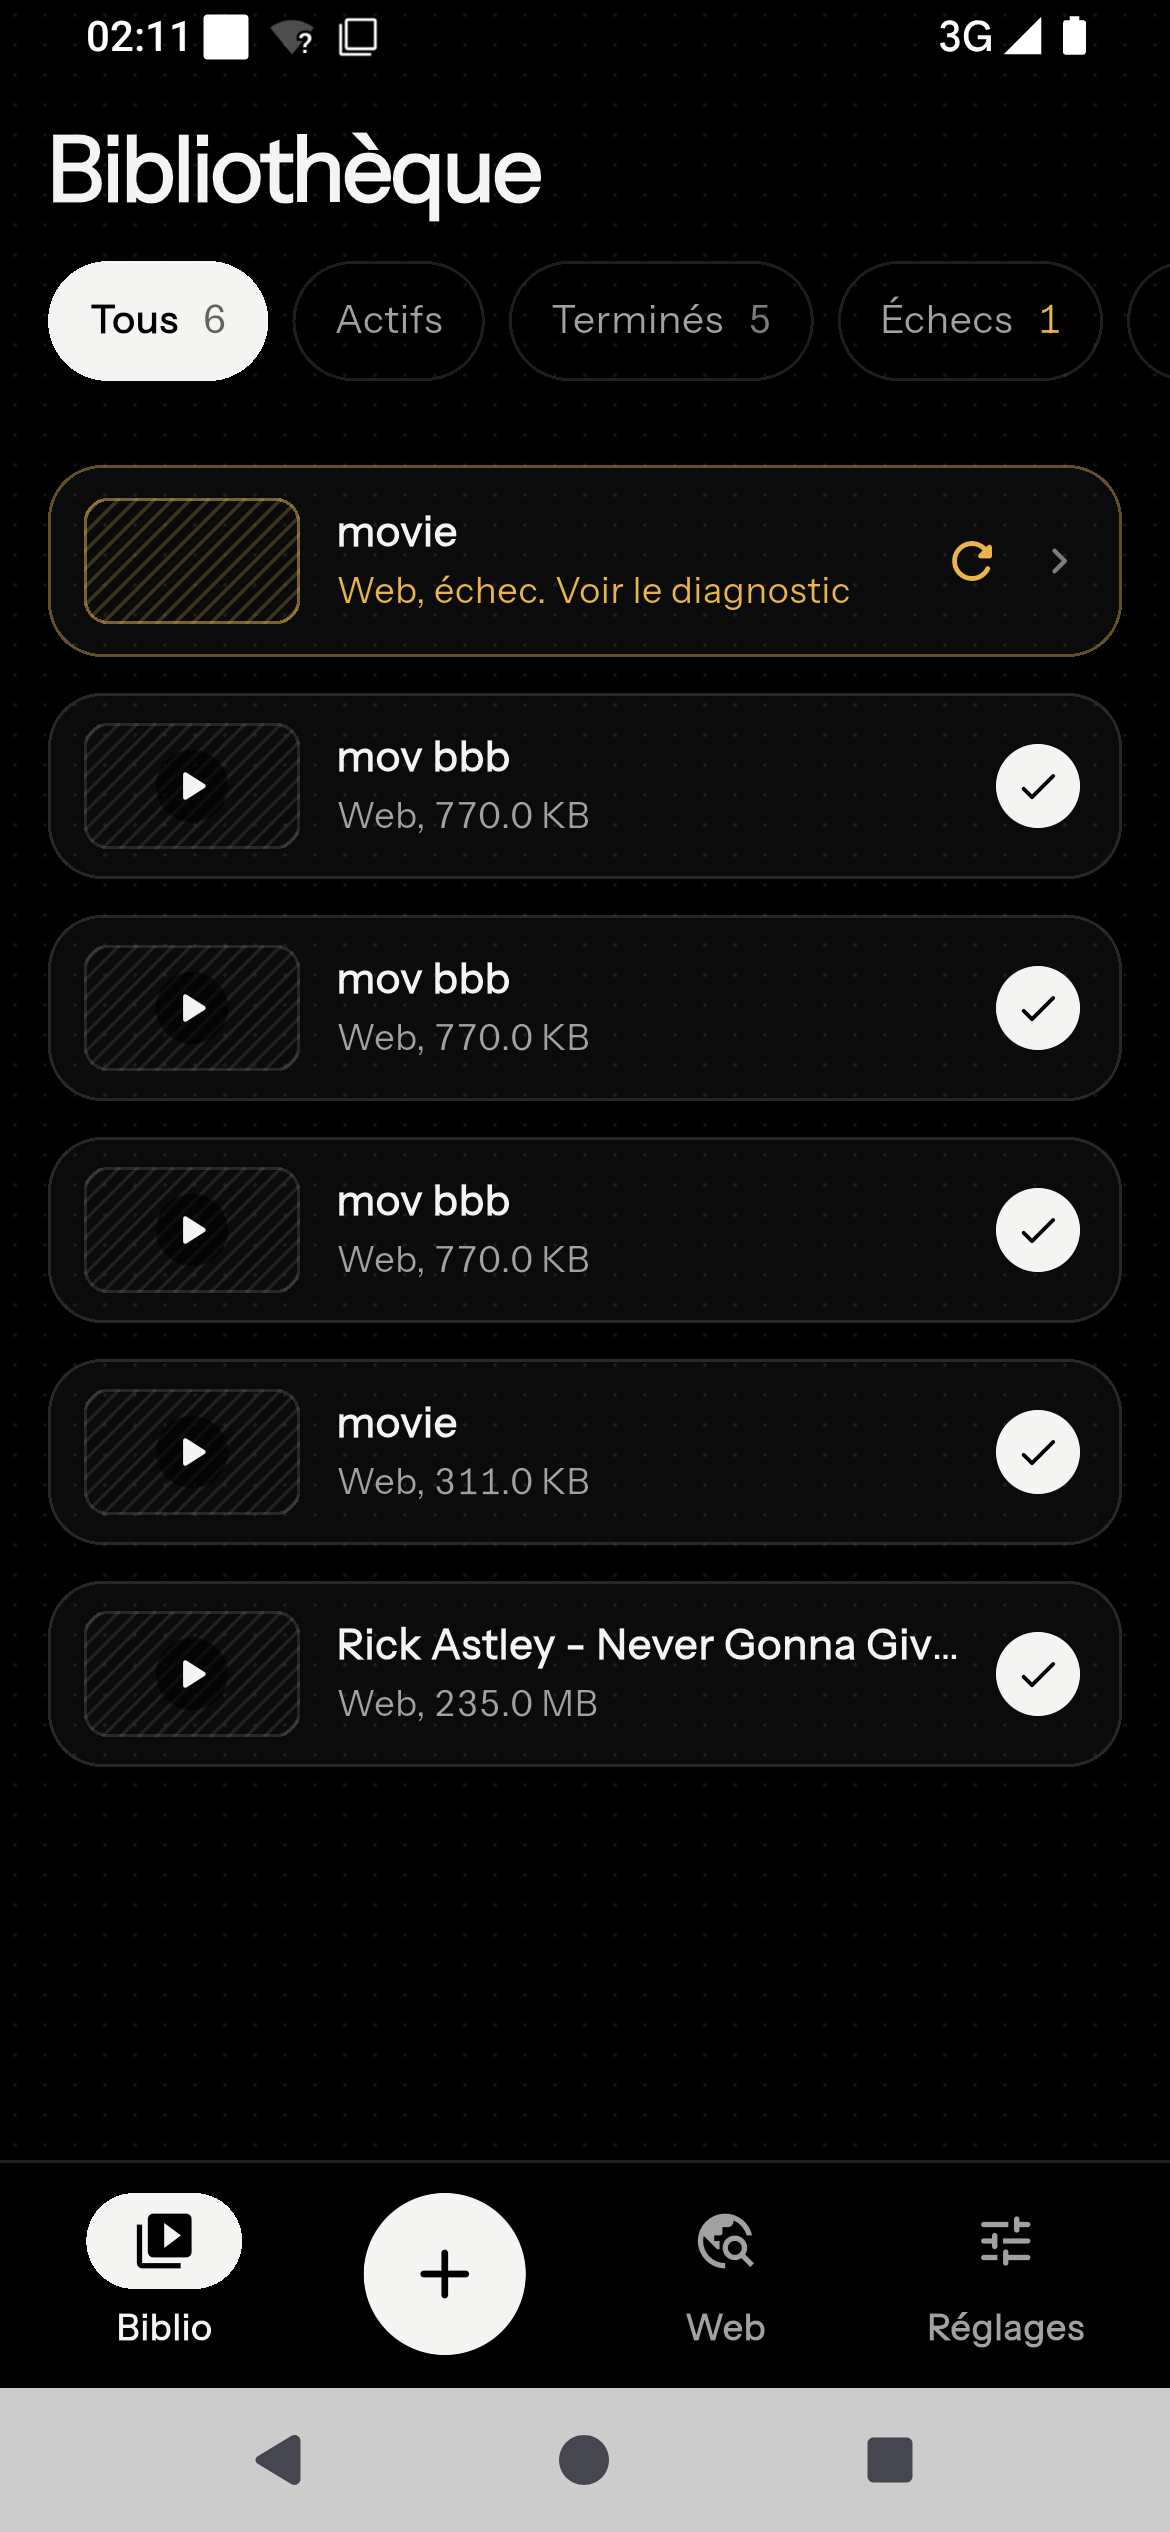 02:11
3G
Bibliothèque
Tous 6
Actifs
Terminés 5
Échecs 1
movie
Web, échec. Voir le diagnostic
mov bbb
Web, 770.0 KB
mov bbb
Web, 770.0 KB
mov bbb
Web, 770.0 KB
movie
Web, 311.0 KB
Rick Astley - Never Gonna Giv...
Web, 235.0 MB
Biblio
Web
Réglages